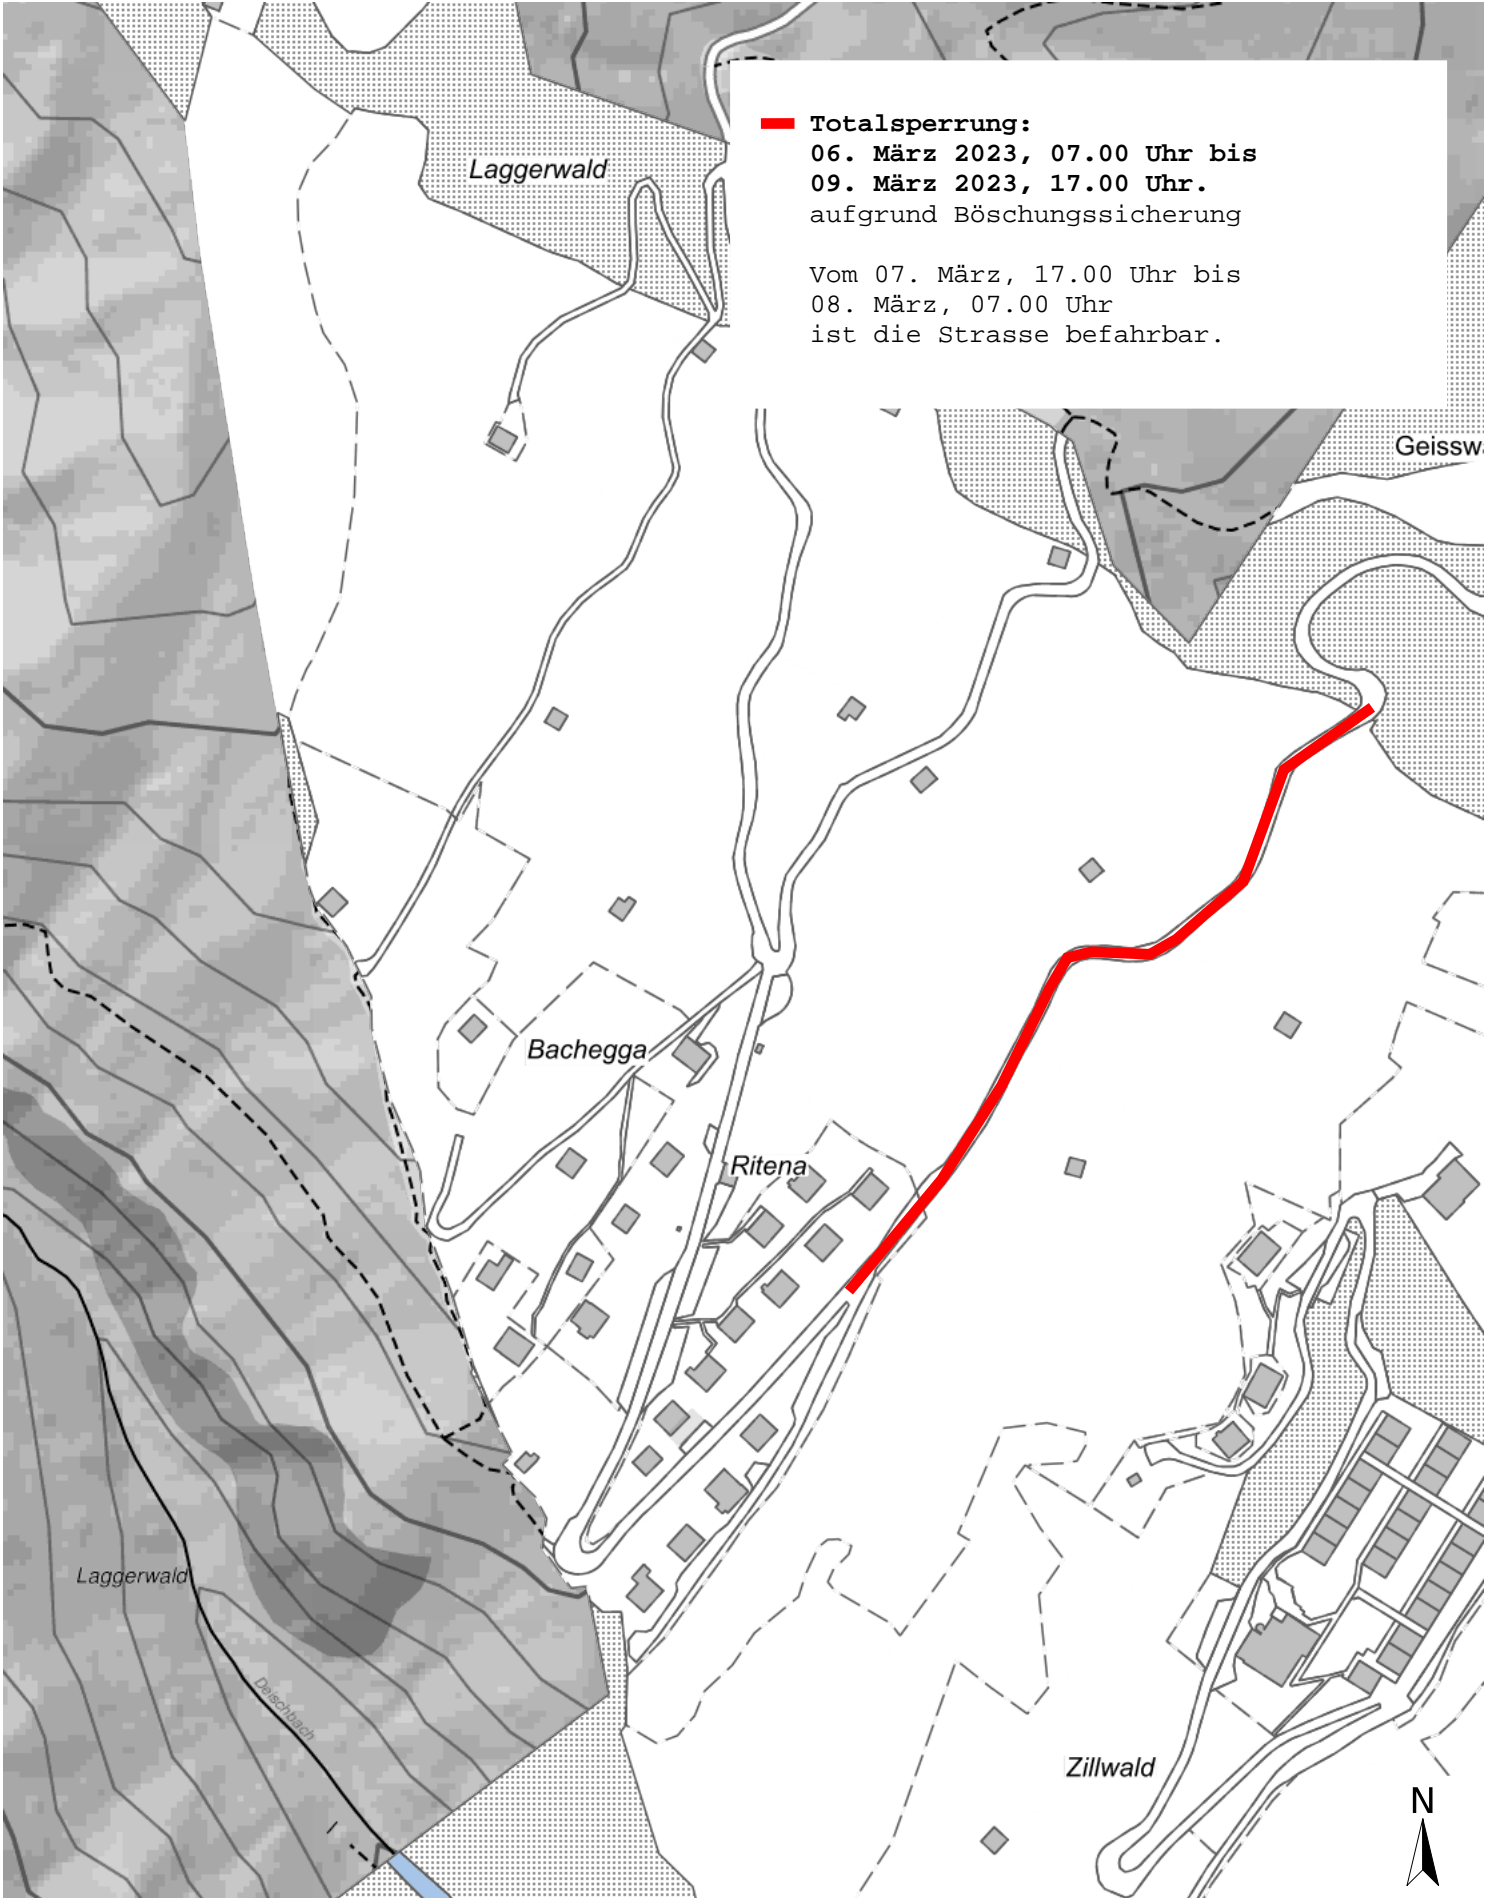 Laggerwald
Totalsperrung:
06. März 2023, 07.00 Uhr bis
09. März 2023, 17.00 Uhr.
aufgrund Böschungssicherung
Vom 07. März, 17.00 Uhr bis
08. März, 07.00 Uhr
ist die Strasse befahrbar.
Geissw
Bachegga
Ritena
Laggerwald
Deischbach
Zillwald
N